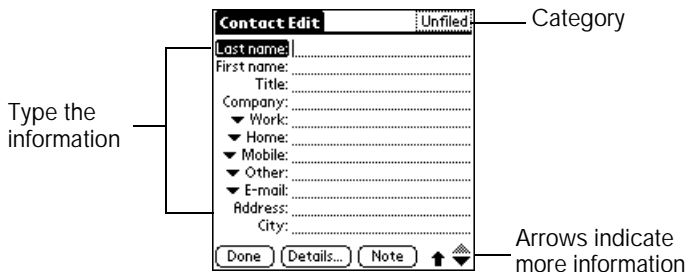 Contact Edit Unfiled
Category
Last name:
First name:
Title:
Company:
Work:
Home:
Mobile:
Other:
E-mail:
Address:
City:
Type the
information
Done Details... Note
Arrows indicate
more information